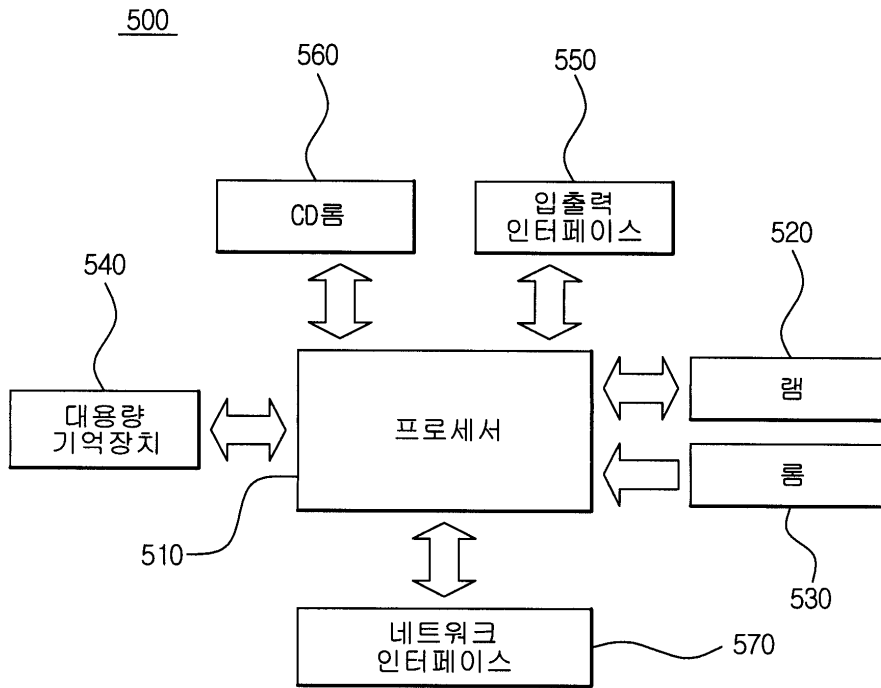 500
560
550
CD롬
입출력
인터페이스
520
540
램
대용량
기억장치
프로세서
롬
510
530
네트워크
인터페이스
570